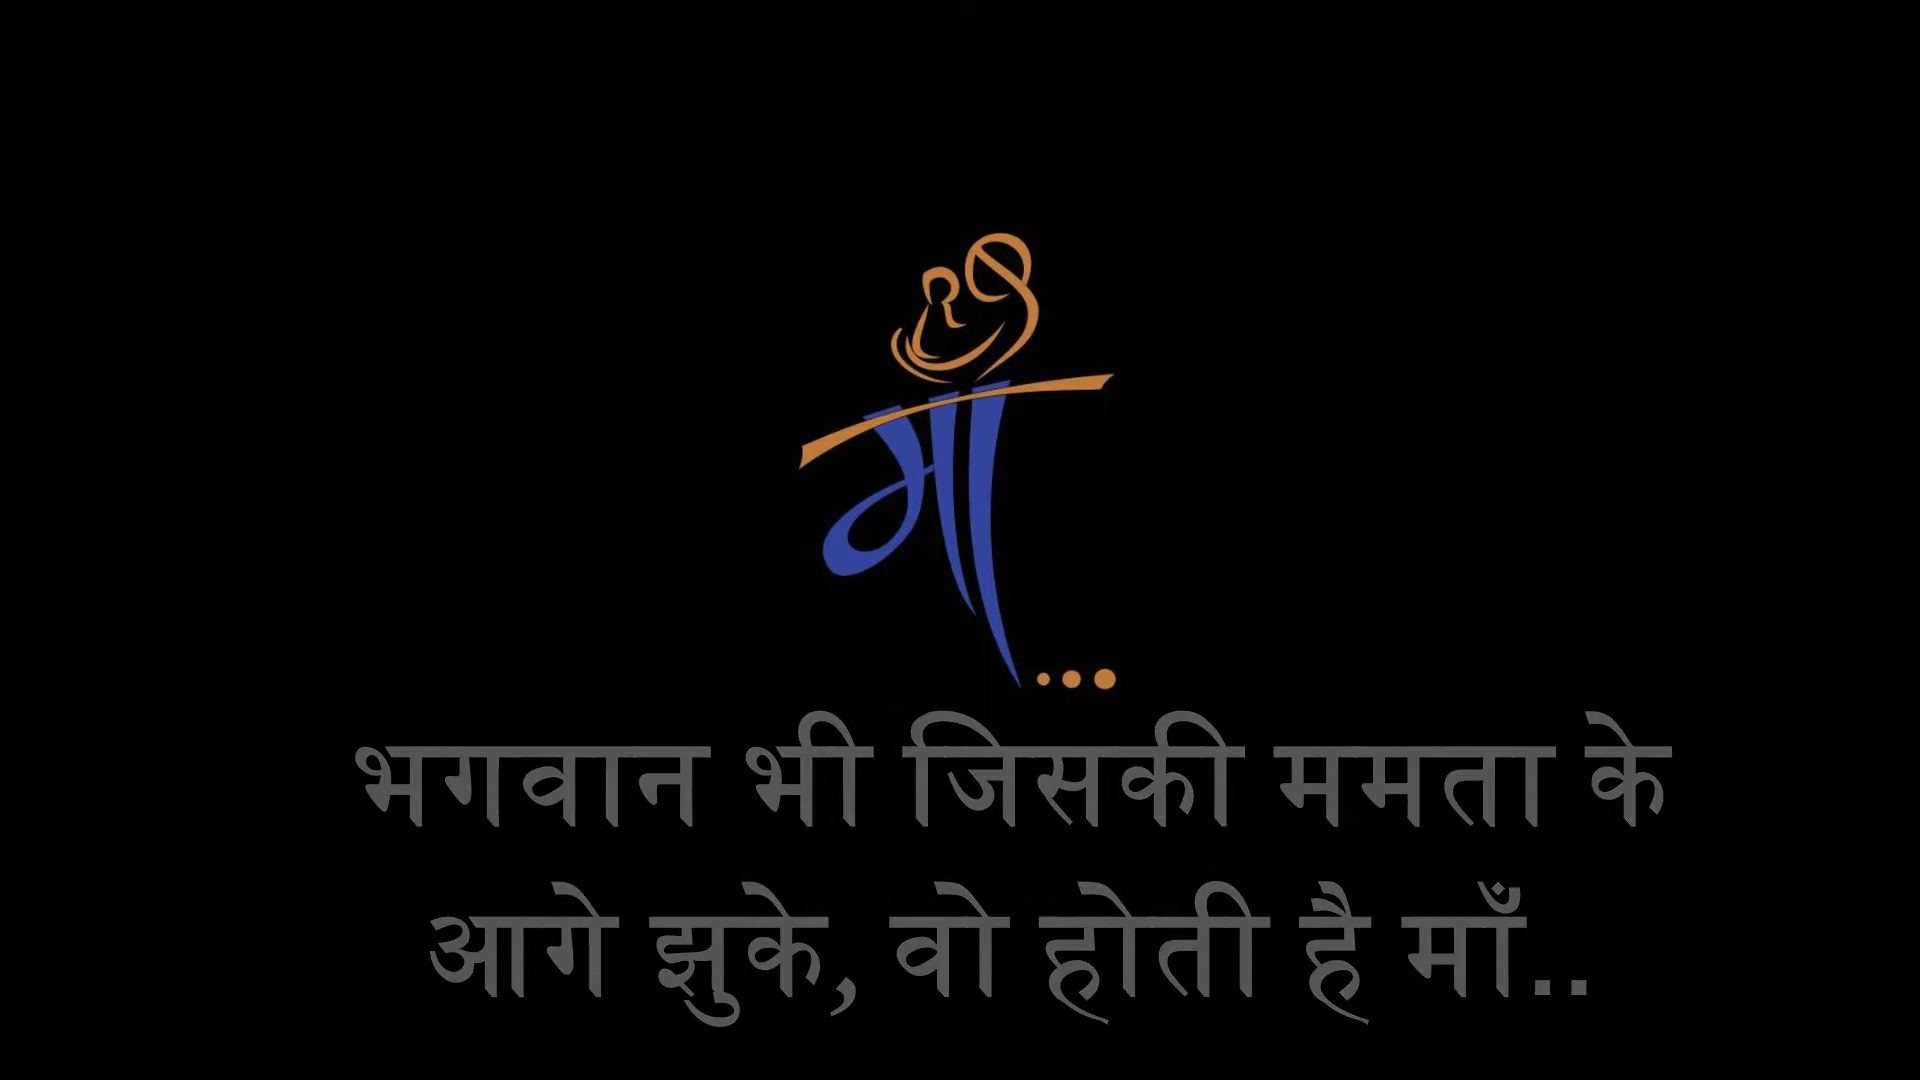 माँ...
भगवान भी जिसकी ममता के
आगे झुके, वो होती है माँ..